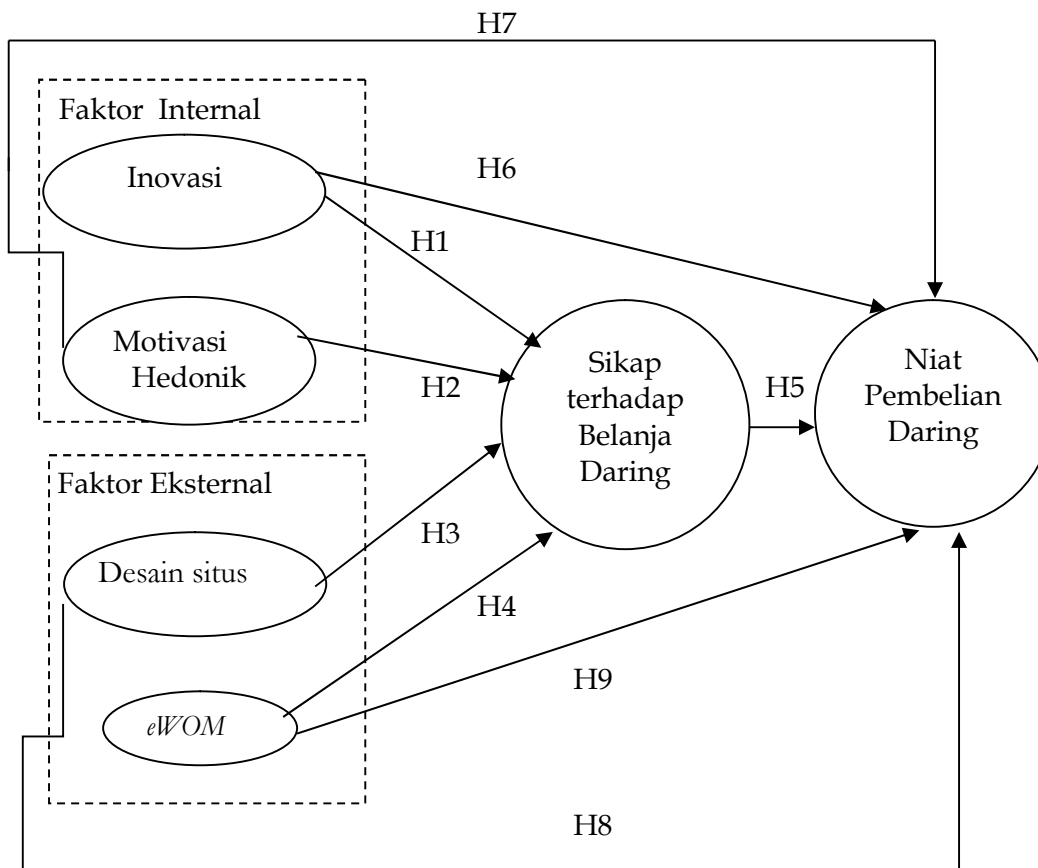 H7
Faktor Internal
Inovasi
H6
H1
Motivasi
Hedonik
H2
Sikap
terhadap
Belanja
Daring
H5
Niat
Pembelian
Daring
Faktor Eksternal
Desain situs
H3
H4
eWOM
H9
H8